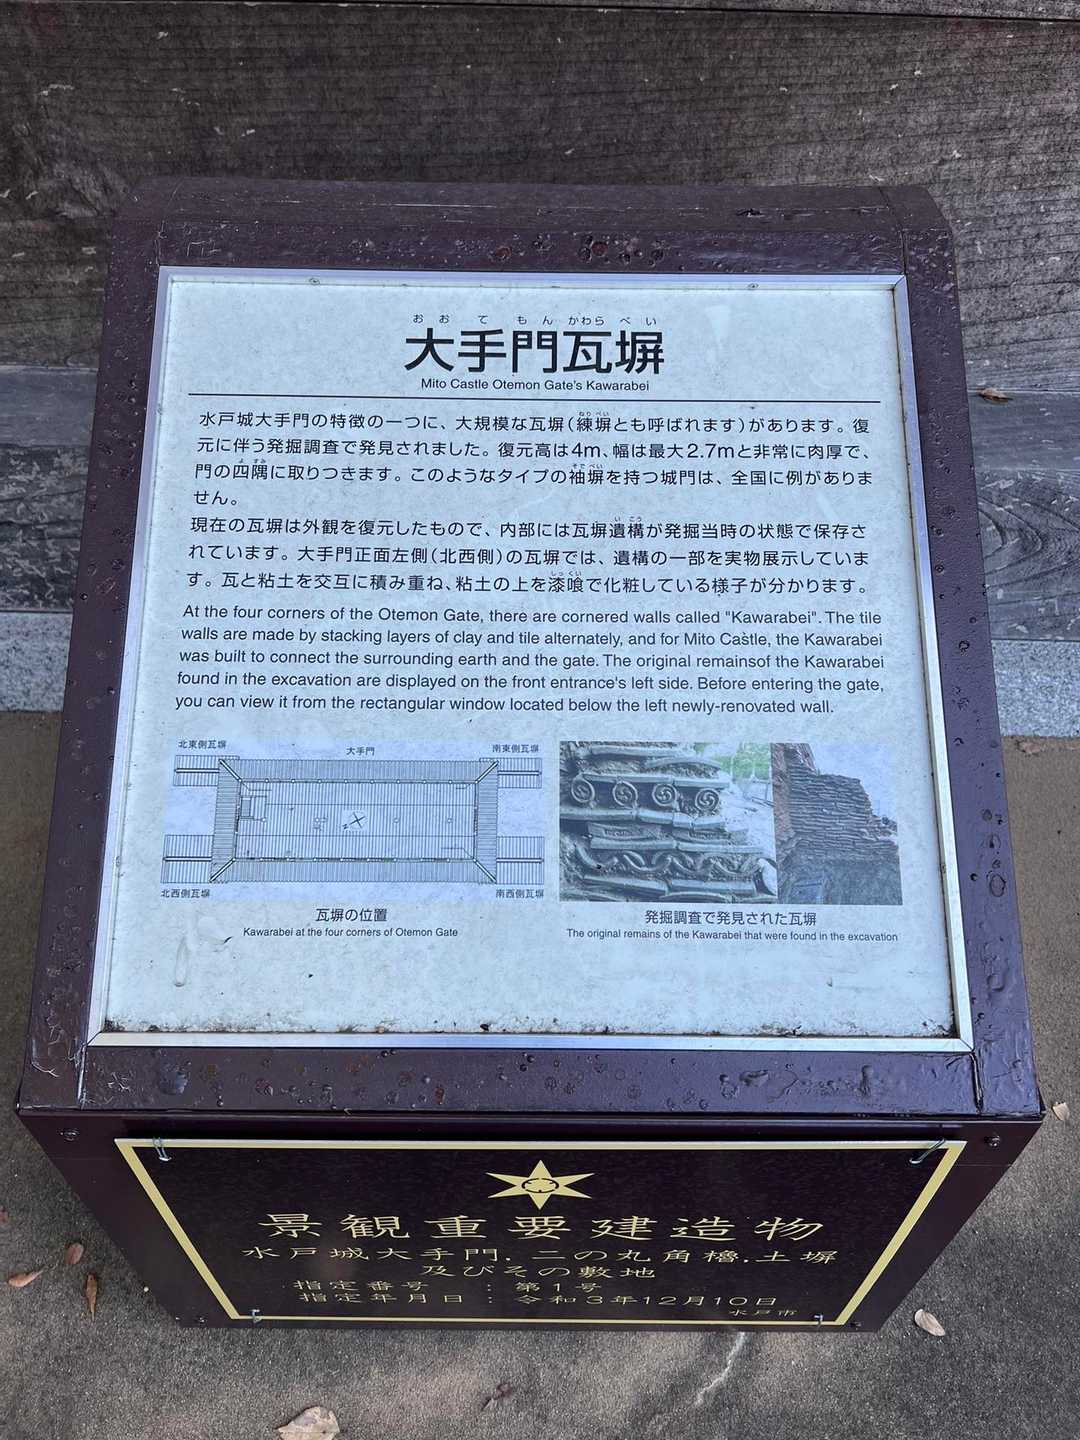 おおてもんかわらべい
大手門瓦塀
Mito Castle Otemon Gate's Kawarabei
水戸城大手門の特徴の一つに、大規模な瓦塀(練塀とも呼ばれます)があります。復
元に伴う発掘調査で発見されました。復元高は4m、幅は最大2.7mと非常に肉厚で、
門の四隅に取りつきます。このようなタイプの袖塀を持つ城門は、全国に例がありま
せん。
現在の瓦塀は外観を復元したもので、内部には瓦塀遺構が発掘当時の状態で保存さ
れています。大手門正面左側(北西側)の瓦塀では、遺構の一部を実物展示していま
す。瓦と粘土を交互に積み重ね、粘土の上を漆喰で化粧している様子が分かります。
At the four corners of the Otemon Gate, there are cornered walls called "Kawarabei". The tile
walls are made by stacking layers of clay and tile alternately, and for Mito Castle, the Kawarabei
was built to connect the surrounding earth and the gate. The original remainsof the Kawarabei
found in the excavation are displayed on the front entrance's left side. Before entering the gate,
you can view it from the rectangular window located below the left newly-renovated wall.
北東側瓦塀
大手門
南東側瓦塀
北西側瓦塀
南西側瓦塀
瓦塀の位置
Kawarabei at the four corners of Otemon Gate
発掘調査で発見された瓦塀
The original remains of the Kawarabei that were found in the excavation
景観重要建造物
水戸城大手門、二の丸角櫓、土塀
及びその敷地
指定番号 : 第1号
指定年月日 : 令和3年12月10日
水戸市